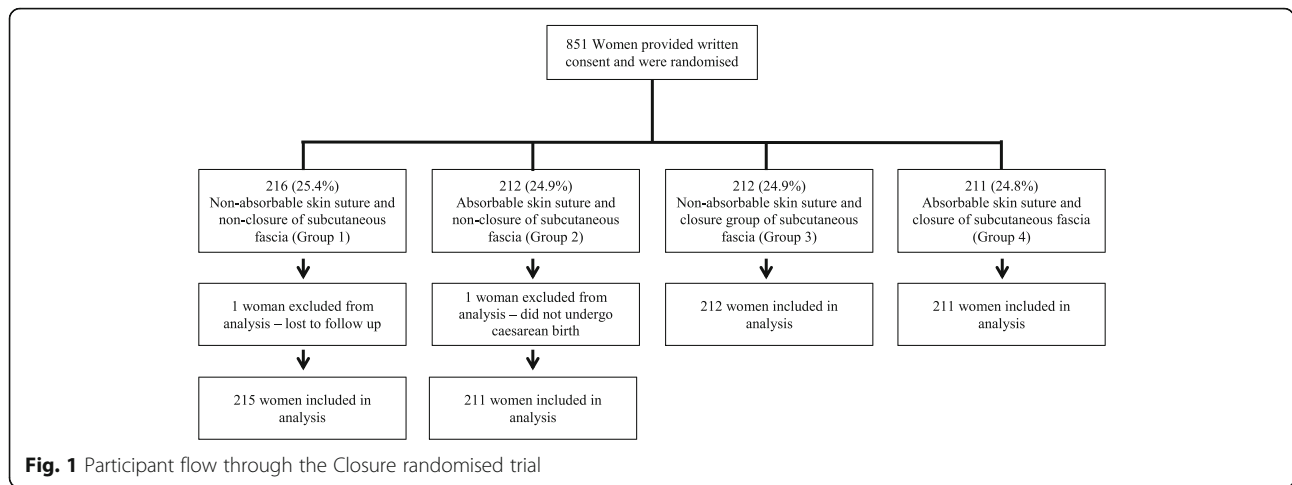 851 Women provided written
consent and were randomised
216 (25.4%)
Non-absorbable skin suture and
non-closure of subcutaneous
fascia (Group 1)
212 (24.9%)
Absorbable skin suture and
non-closure of subcutaneous
fascia (Group 2)
212 (24.9%)
Non-absorbable skin suture and
closure group of subcutaneous
fascia (Group 3)
211 (24.8%)
Absorbable skin suture and
closure of subcutaneous fascia
(Group 4)
1 woman excluded from
analysis – lost to follow up
1 woman excluded from
analysis – did not undergo
caesarean birth
212 women included in
analysis
211 women included in
analysis
215 women included in
analysis
211 women included in
analysis
Fig. 1 Participant flow through the Closure randomised trial